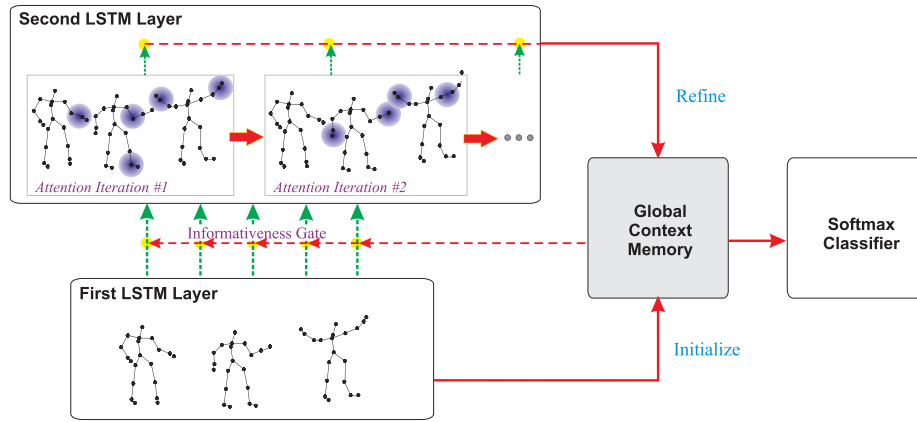 Second LSTM Layer
Attention Iteration #1
Attention Iteration #2
Refine
Informativeness Gate
Global
Context
Memory
Softmax
Classifier
First LSTM Layer
Initialize